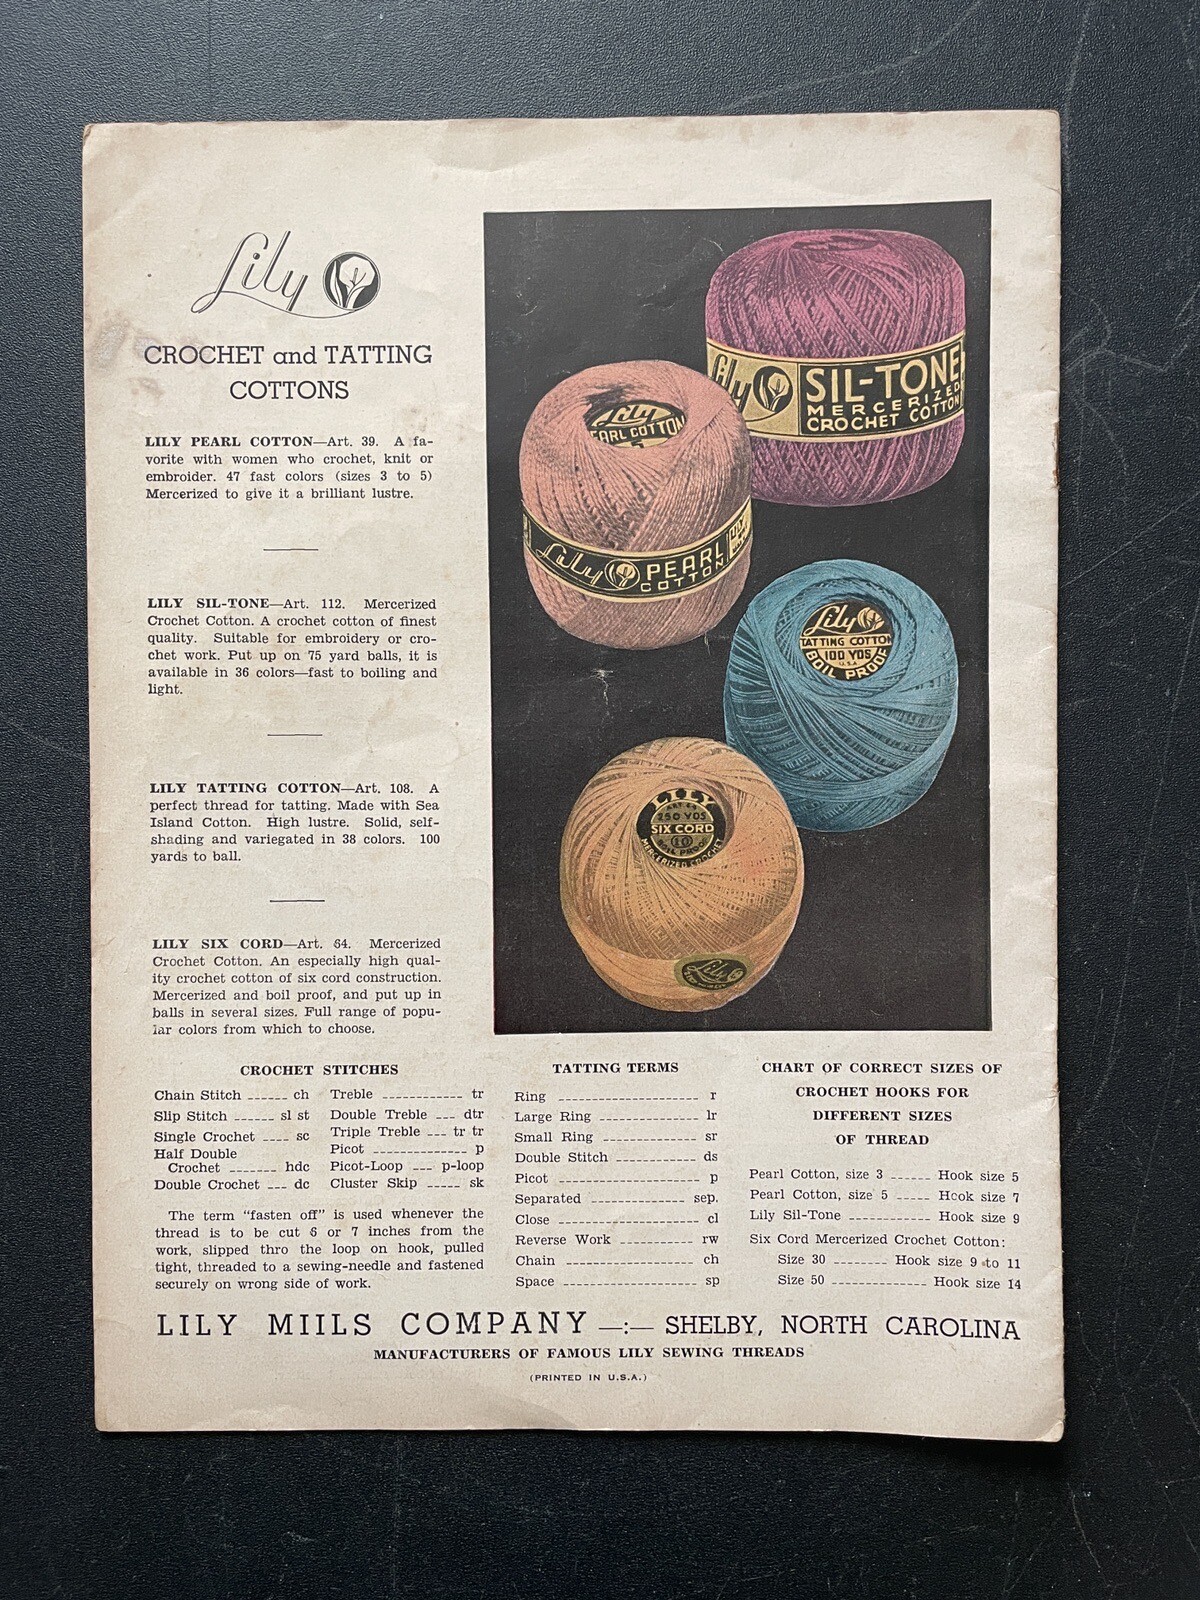 Lily
CROCHET and TATTING
COTTONS
LILY PEARL COTTON—Art. 39. A fa-
vorite with women who crochet, knit or
embroider. 47 fast colors (sizes 3 to 5)
Mercerized to give it a brilliant lustre.
LILY SIL-TONE—Art. 112. Mercerized
Crochet Cotton. A crochet cotton of finest
quality. Suitable for embroidery or cro-
chet work. Put up on 75 yard balls, it is
available in 36 colors—fast to boiling and
light.
LILY TATTING COTTON—Art. 108. A
perfect thread for tatting. Made with Sea
Island Cotton. High lustre. Solid, self-
shading and variegated in 38 colors. 100
yards to ball.
LILY SIX CORD—Art. 64. Mercerized
Crochet Cotton. An especially high qual-
ity crochet cotton of six cord construction.
Mercerized and boil proof, and put up in
balls in several sizes. Full range of popu-
lar colors from which to choose.
Lily
SIL-TONE
MERCERIZED
CROCHET COTTON
Lily
PEARL COTTON
5
Lily
PEARL
COTTON
Lily
TATTING COTTON
100 YDS
U.S.A
BOIL PROOF
LILY
ART 64
250 YDS
SIX CORD
10
BOIL PROOF
MERCERIZED CROCHET
Lily
CROCHET STITCHES
Chain Stitch ------ ch
Slip Stitch ------ sl st
Single Crochet ---- sc
Half Double
Crochet ------- hdc
Double Crochet --- dc
Treble ----------- tr
Double Treble --- dtr
Triple Treble --- tr tr
Picot ------------- p
Picot-Loop --- p-loop
Cluster Skip ----- sk
The term "fasten off" is used whenever the
thread is to be cut 6 or 7 inches from the
work, slipped thro the loop on hook, pulled
tight, threaded to a sewing-needle and fastened
securely on wrong side of work.
TATTING TERMS
Ring ------------------- r
Large Ring -------------- lr
Small Ring ------------- sr
Double Stitch ----------- ds
Picot ------------------- p
Separated ------------- sep.
Close ------------------ cl
Reverse Work ---------- rw
Chain ----------------- ch
Space ------------------ sp
CHART OF CORRECT SIZES OF
CROCHET HOOKS FOR
DIFFERENT SIZES
OF THREAD
Pearl Cotton, size 3 ----- Hook size 5
Pearl Cotton, size 5 ----- Hook size 7
Lily Sil-Tone ----------- Hook size 9
Six Cord Mercerized Crochet Cotton:
Size 30 -------- Hook size 9 to 11
Size 50 -------------- Hook size 14
LILY MIILS COMPANY —:— SHELBY, NORTH CAROLINA
MANUFACTURERS OF FAMOUS LILY SEWING THREADS
(PRINTED IN U.S.A.)